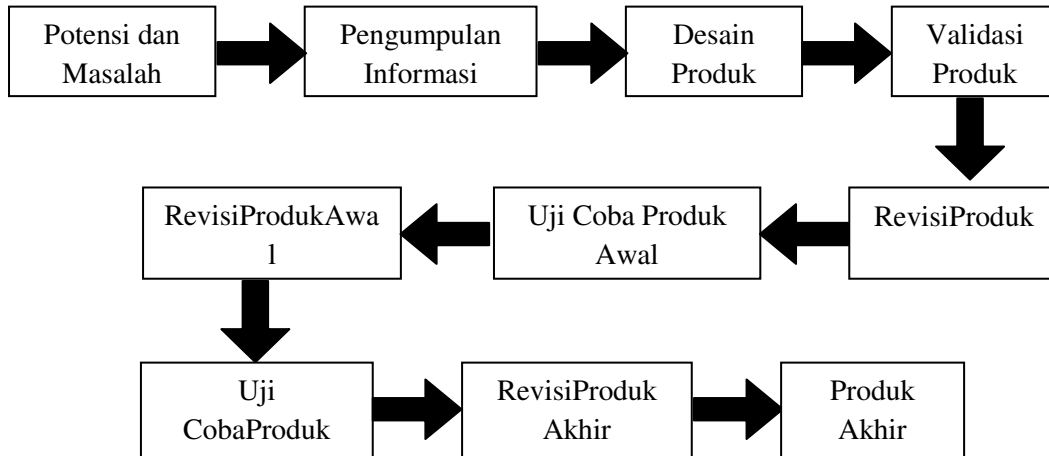 Potensi dan
Masalah
Pengumpulan
Informasi
Desain
Produk
Validasi
Produk
RevisiProduk
Uji Coba Produk
Awal
RevisiProdukAwa
l
Uji
CobaProduk
RevisiProduk
Akhir
Produk
Akhir